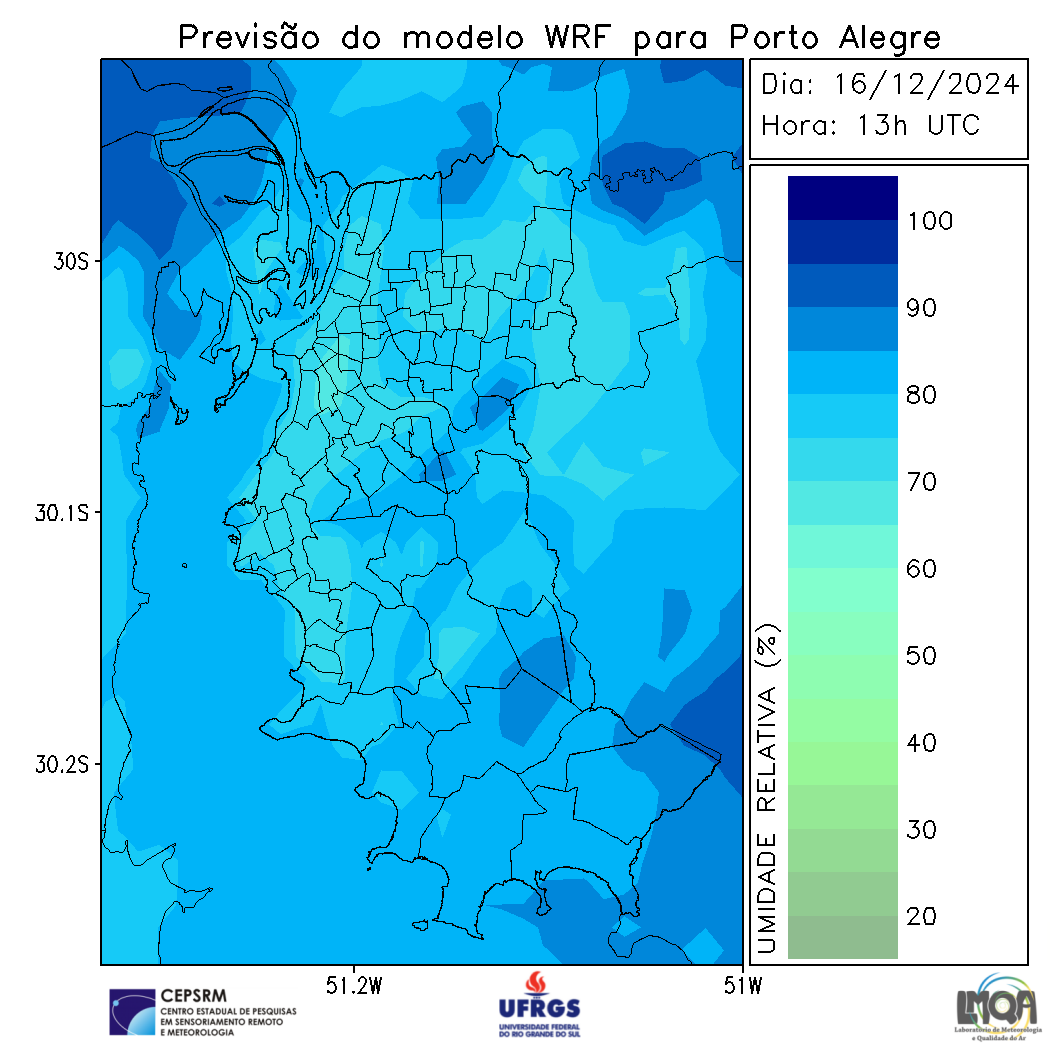 Previsão do modelo WRF para Porto Alegre
Dia: 16/12/2024
Hora: 13h UTC
100
90
80
70
60
50
40
30
20
UMIDADE RELATIVA (%)
30S
30.1S
30.2S
51.2W
51W
CEPSRM
CENTRO ESTADUAL DE PESQUISAS
EM SENSORIAMENTO REMOTO
E METEOROLOGIA
UFRGS
UNIVERSIDADE FEDERAL
DO RIO GRANDE DO SUL
LMQA
Laboratório de Meteorologia
e Qualidade do Ar